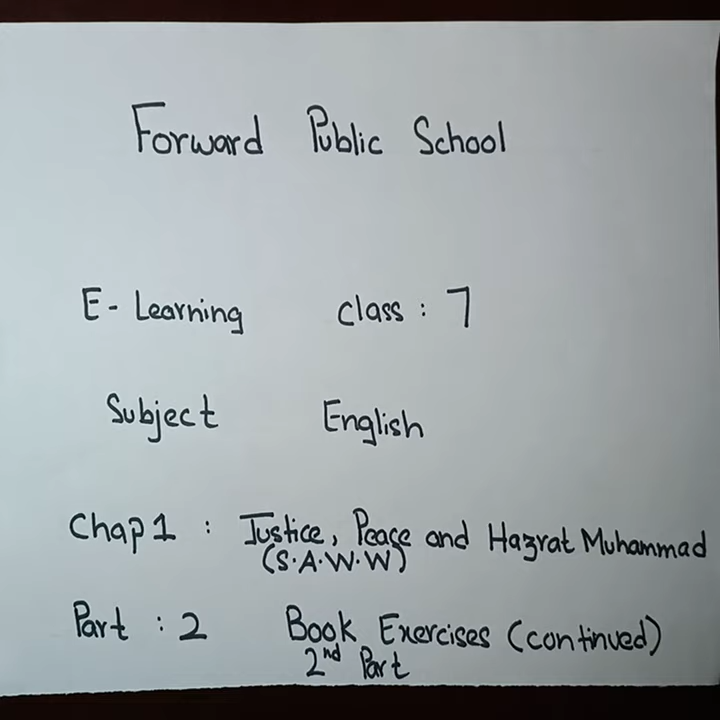 Forward Public School
E- Learning class : 7
Subject English
Chap 1 : Justice, Peace and Hazrat Muhammad
(S.A.W.W)
Part : 2 Book Exercises (continued)
2nd Part